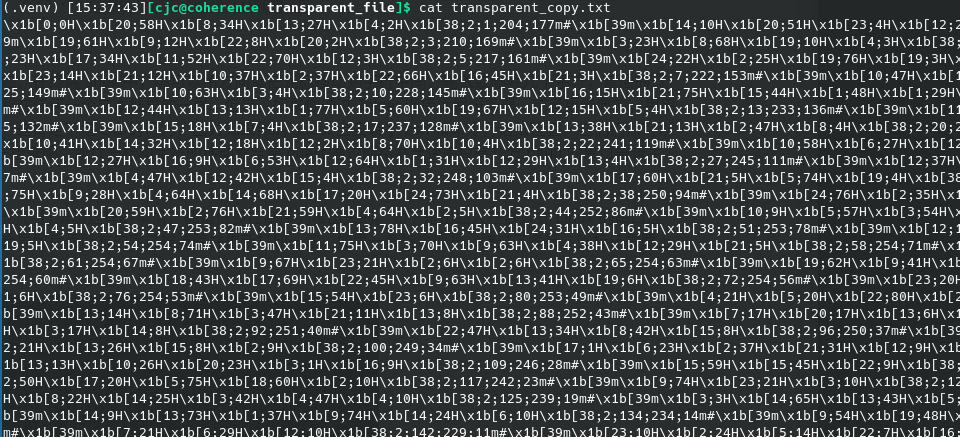 (.venv) [15:37:43][cjc@coherence transparent_file]$ cat transparent_copy.txt
\x1b[0;0H\x1b[20;58H\x1b[8;34H\x1b[13;27H\x1b[4;2H\x1b[38;2;1;204;177m#\x1b[39m\x1b[14;10H\x1b[20;51H\x1b[23;4H\x1b[12;2
9m\x1b[19;61H\x1b[9;12H\x1b[22;8H\x1b[20;2H\x1b[38;2;3;210;169m#\x1b[39m\x1b[3;23H\x1b[8;68H\x1b[19;10H\x1b[4;3H\x1b[38;
;23H\x1b[17;34H\x1b[11;52H\x1b[22;70H\x1b[12;3H\x1b[38;2;5;217;161m#\x1b[39m\x1b[24;22H\x1b[2;25H\x1b[19;76H\x1b[19;3H\x
x1b[23;14H\x1b[21;12H\x1b[10;37H\x1b[2;37H\x1b[22;66H\x1b[16;45H\x1b[21;3H\x1b[38;2;7;222;153m#\x1b[39m\x1b[10;47H\x1b[1
25;149m#\x1b[39m\x1b[10;63H\x1b[3;4H\x1b[38;2;10;228;145m#\x1b[39m\x1b[16;15H\x1b[21;75H\x1b[15;44H\x1b[1;48H\x1b[1;29H\
m#\x1b[39m\x1b[12;44H\x1b[13;13H\x1b[1;77H\x1b[5;60H\x1b[19;67H\x1b[12;15H\x1b[5;4H\x1b[38;2;13;233;136m#\x1b[39m\x1b[11
5;132m#\x1b[39m\x1b[15;18H\x1b[7;4H\x1b[38;2;17;237;128m#\x1b[39m\x1b[13;38H\x1b[21;13H\x1b[2;47H\x1b[8;4H\x1b[38;2;20;2
\x1b[10;41H\x1b[14;32H\x1b[12;18H\x1b[12;2H\x1b[8;70H\x1b[10;4H\x1b[38;2;22;241;119m#\x1b[39m\x1b[10;58H\x1b[6;27H\x1b[1
b[39m\x1b[12;27H\x1b[16;9H\x1b[6;53H\x1b[12;64H\x1b[1;31H\x1b[12;29H\x1b[13;4H\x1b[38;2;27;245;111m#\x1b[39m\x1b[12;37H\
7m#\x1b[39m\x1b[4;47H\x1b[12;42H\x1b[15;4H\x1b[38;2;32;248;103m#\x1b[39m\x1b[17;60H\x1b[21;5H\x1b[5;74H\x1b[19;4H\x1b[38
;75H\x1b[9;28H\x1b[4;64H\x1b[14;68H\x1b[17;20H\x1b[24;73H\x1b[21;4H\x1b[38;2;38;250;94m#\x1b[39m\x1b[24;76H\x1b[2;35H\x1
\x1b[39m\x1b[20;59H\x1b[2;76H\x1b[21;59H\x1b[4;64H\x1b[2;5H\x1b[38;2;44;252;86m#\x1b[39m\x1b[10;9H\x1b[5;57H\x1b[3;54H\x
H\x1b[4;5H\x1b[38;2;47;253;82m#\x1b[39m\x1b[13;78H\x1b[16;45H\x1b[24;31H\x1b[16;5H\x1b[38;2;51;253;78m#\x1b[39m\x1b[12;1
19;5H\x1b[38;2;54;254;74m#\x1b[39m\x1b[11;75H\x1b[3;70H\x1b[9;63H\x1b[4;38H\x1b[12;29H\x1b[21;5H\x1b[38;2;58;254;71m#\x1
1b[38;2;61;254;67m#\x1b[39m\x1b[9;67H\x1b[23;21H\x1b[2;6H\x1b[2;6H\x1b[38;2;65;254;63m#\x1b[39m\x1b[19;62H\x1b[9;41H\x1b
254;60m#\x1b[39m\x1b[18;43H\x1b[17;69H\x1b[22;45H\x1b[9;63H\x1b[13;41H\x1b[19;6H\x1b[38;2;72;254;56m#\x1b[39m\x1b[23;20H
1;6H\x1b[38;2;76;254;53m#\x1b[39m\x1b[15;54H\x1b[23;6H\x1b[38;2;80;253;49m#\x1b[39m\x1b[4;21H\x1b[5;20H\x1b[22;80H\x1b[2
b[39m\x1b[13;14H\x1b[8;71H\x1b[3;47H\x1b[21;11H\x1b[13;8H\x1b[38;2;88;252;43m#\x1b[39m\x1b[7;17H\x1b[20;17H\x1b[13;6H\x1
H\x1b[3;17H\x1b[14;8H\x1b[38;2;92;251;40m#\x1b[39m\x1b[22;47H\x1b[13;34H\x1b[8;42H\x1b[15;8H\x1b[38;2;96;250;37m#\x1b[39
2;21H\x1b[13;26H\x1b[15;8H\x1b[2;9H\x1b[38;2;100;249;34m#\x1b[39m\x1b[17;1H\x1b[6;23H\x1b[2;37H\x1b[21;31H\x1b[12;9H\x1b
1b[13;13H\x1b[10;26H\x1b[20;23H\x1b[3;1H\x1b[16;9H\x1b[38;2;109;246;28m#\x1b[39m\x1b[15;59H\x1b[15;45H\x1b[22;9H\x1b[38;
2;50H\x1b[17;20H\x1b[5;75H\x1b[18;60H\x1b[2;10H\x1b[38;2;117;242;23m#\x1b[39m\x1b[9;74H\x1b[23;21H\x1b[3;10H\x1b[38;2;12
H\x1b[8;22H\x1b[14;25H\x1b[3;42H\x1b[4;47H\x1b[4;10H\x1b[38;2;125;239;19m#\x1b[39m\x1b[3;3H\x1b[14;65H\x1b[13;43H\x1b[5;
b[39m\x1b[14;9H\x1b[13;73H\x1b[1;37H\x1b[9;74H\x1b[14;24H\x1b[6;10H\x1b[38;2;134;234;14m#\x1b[39m\x1b[9;54H\x1b[19;48H\x
m#\x1b[39m\x1b[7;21H\x1b[6;29H\x1b[12;10H\x1b[38;2;142;229;11m#\x1b[39m\x1b[23;10H\x1b[2;24H\x1b[5;14H\x1b[22;7H\x1b[16;